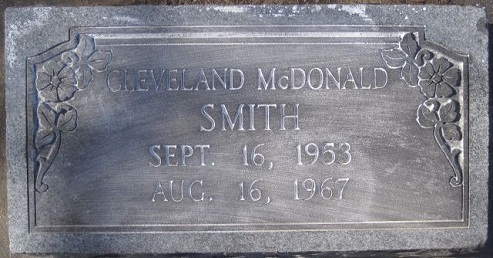 CLEVELAND McDONALD
SMITH
SEPT. 16, 1953
AUG. 16, 1967